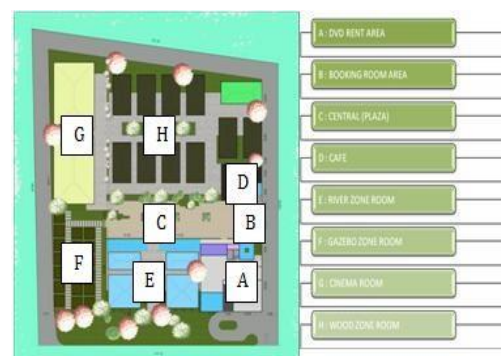 A : DVD RENT AREA
B : BOOKING ROOM AREA
C : CENTRAL (PLAZA)
D : CAFE
E : RIVER ZONE ROOM
F : GAZEBO ZONE ROOM
G : CINEMA ROOM
H : WOOD ZONE ROOM
G
H
D
C
B
F
E
A